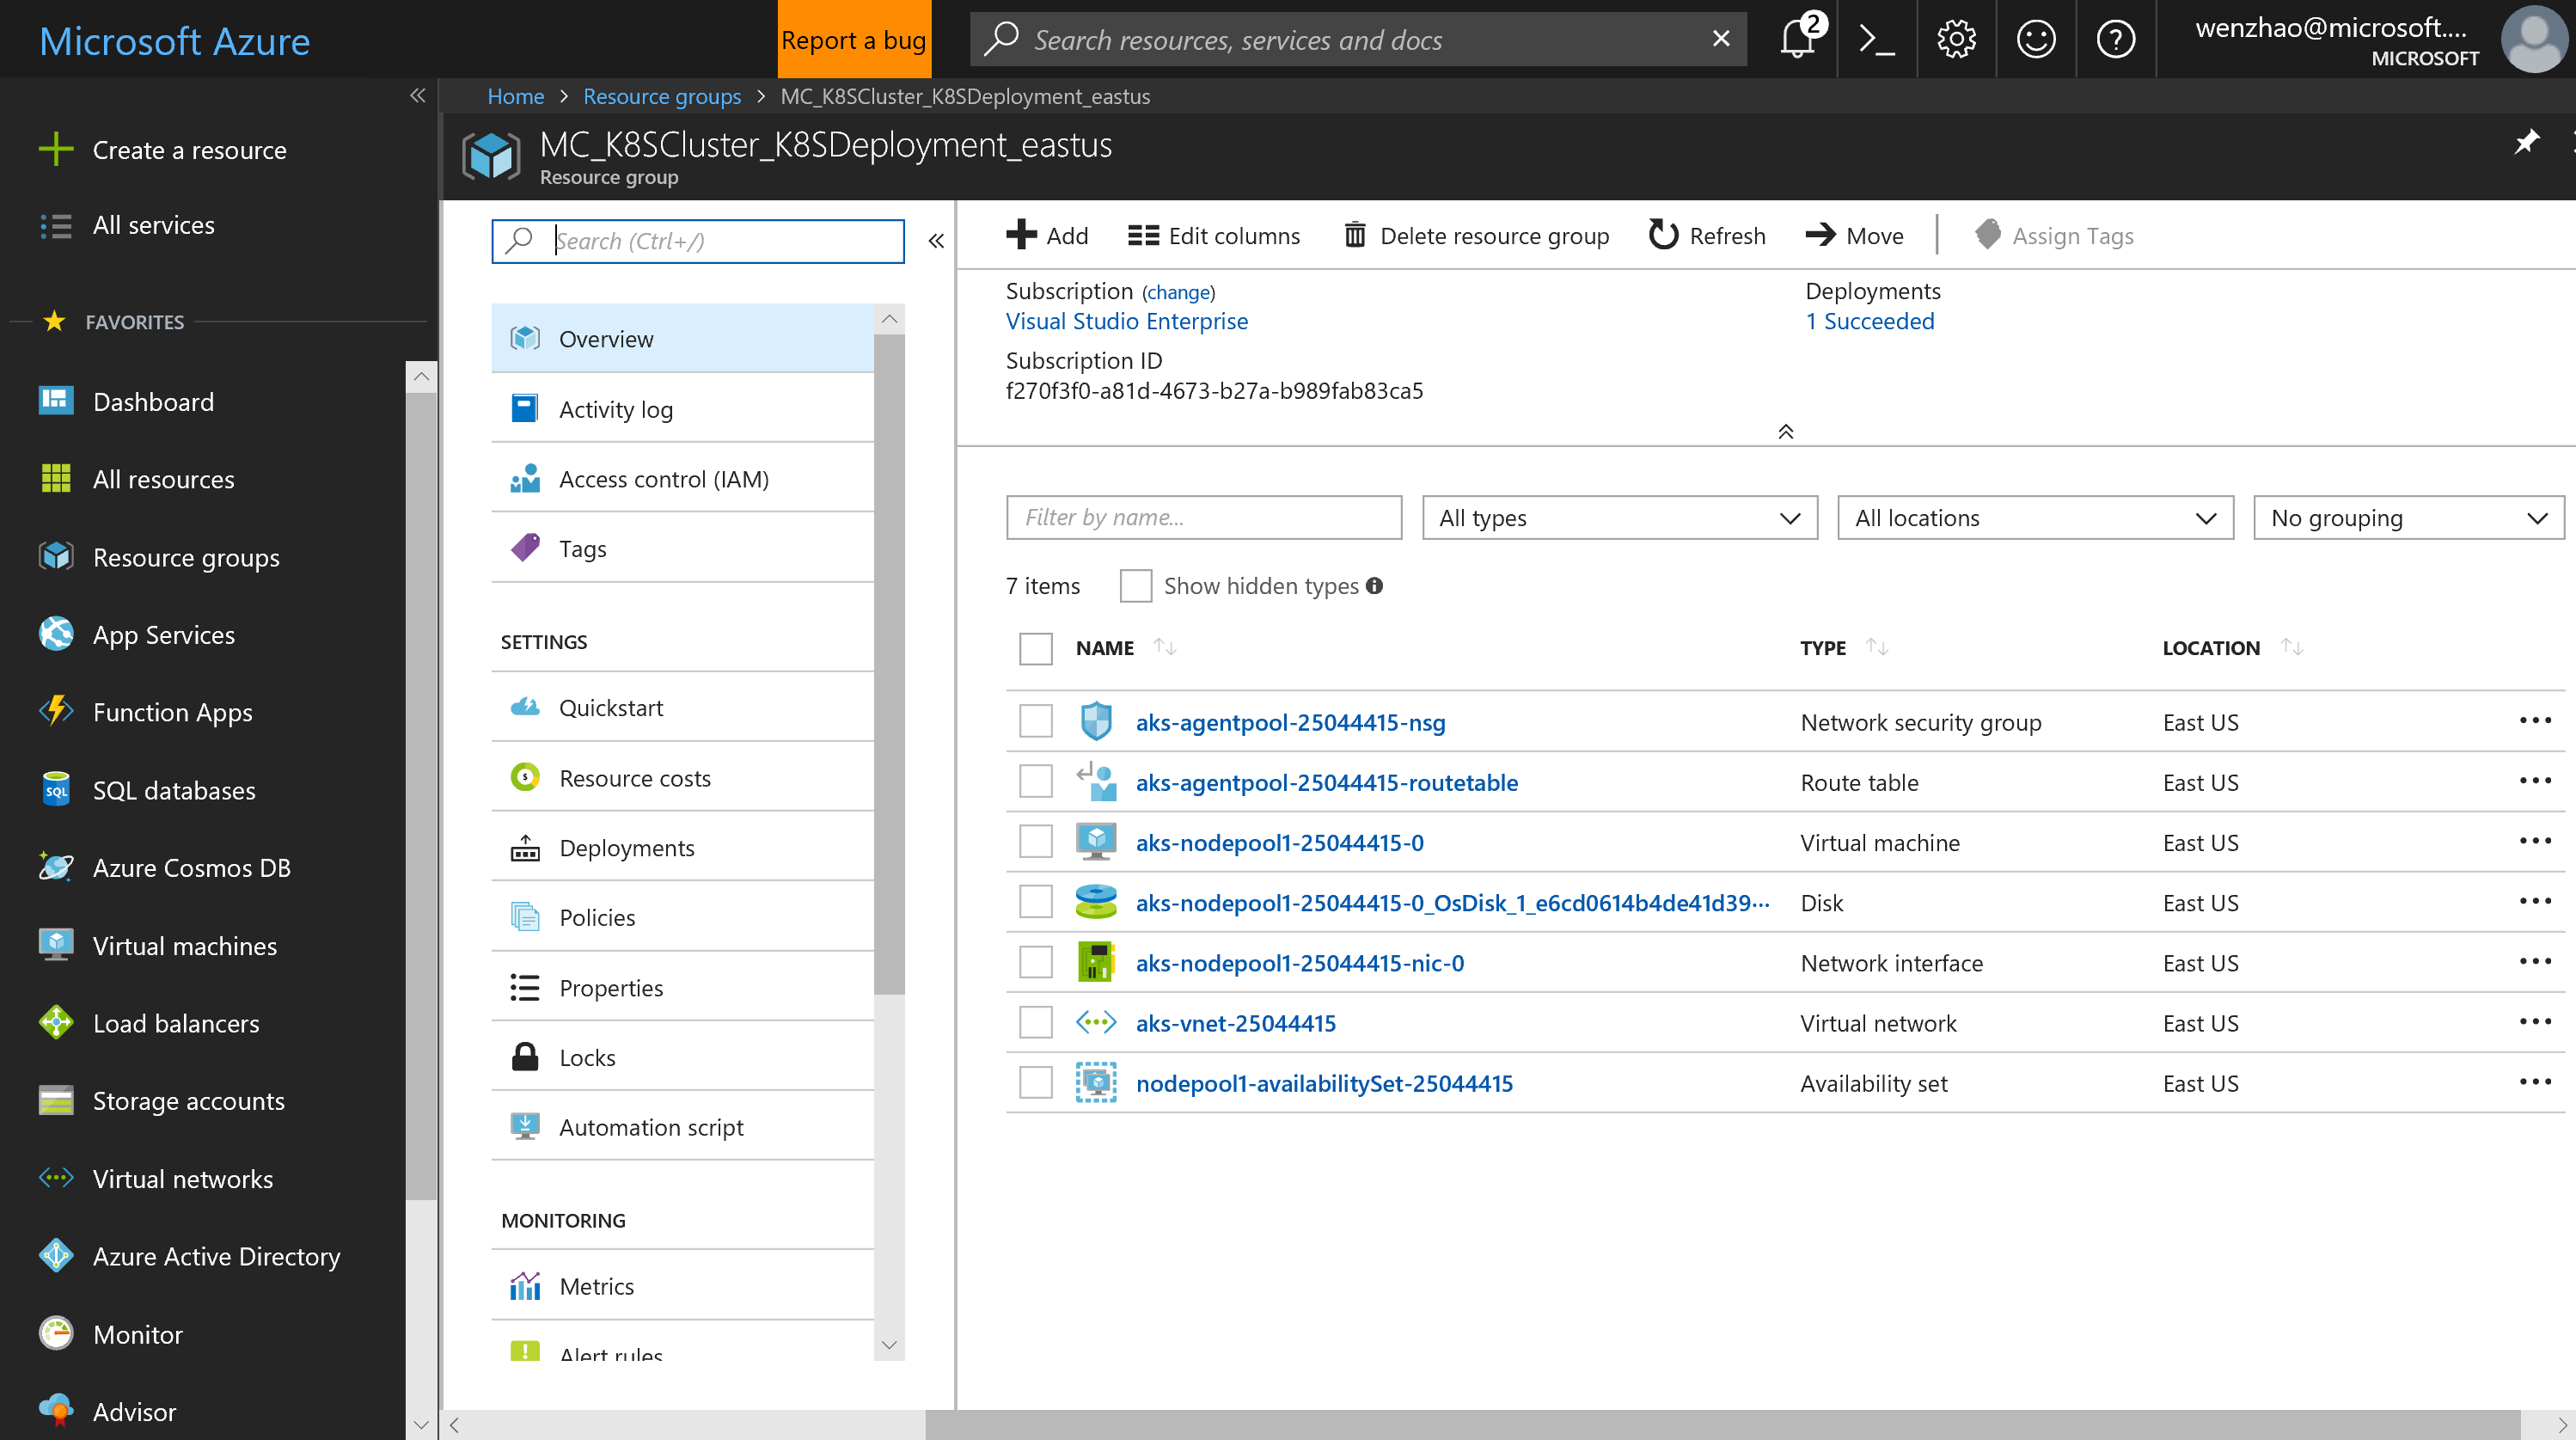 Microsoft Azure
Report a bug
Search resources, services and docs
2
wenzhao@microsoft....
MICROSOFT
Create a resource
All services
FAVORITES
Dashboard
All resources
Resource groups
App Services
Function Apps
SQL
SQL databases
Azure Cosmos DB
Virtual machines
Load balancers
Storage accounts
Virtual networks
Azure Active Directory
Monitor
Advisor
Home > Resource groups > MC_K8SCluster_K8SDeployment_eastus
MC_K8SCluster_K8SDeployment_eastus
Resource group
Search (Ctrl+/)
Overview
Activity log
Access control (IAM)
Tags
SETTINGS
Quickstart
Resource costs
Deployments
Policies
Properties
Locks
Automation script
MONITORING
Metrics
Alert rules
Add Edit columns Delete resource group Refresh Move Assign Tags
Subscription (change)
Visual Studio Enterprise
Subscription ID
f270f3f0-a81d-4673-b27a-b989fab83ca5
Deployments
1 Succeeded
Filter by name... All types All locations No grouping
7 items Show hidden types
NAME TYPE LOCATION
aks-agentpool-25044415-nsg Network security group East US ...
aks-agentpool-25044415-routetable Route table East US ...
aks-nodepool1-25044415-0 Virtual machine East US ...
aks-nodepool1-25044415-0_OsDisk_1_e6cd0614b4de41d39... Disk East US ...
aks-nodepool1-25044415-nic-0 Network interface East US ...
aks-vnet-25044415 Virtual network East US ...
nodepool1-availabilitySet-25044415 Availability set East US ...